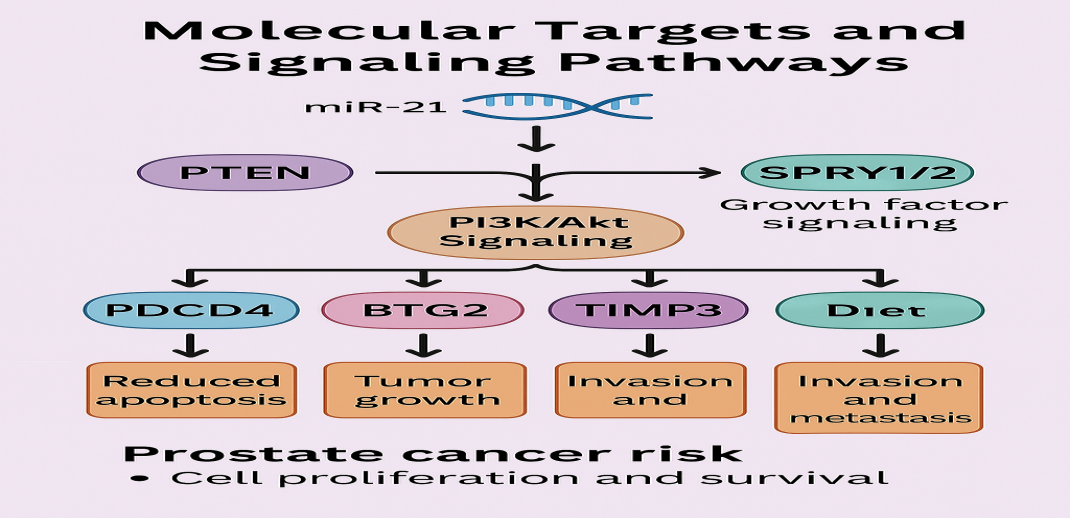 Molecular Targets and
Signaling Pathways
miR-21
PTEN
SPRY1/2
Growth factor
signaling
PI3K/Akt
Signaling
PDCD4
BTG2
TIMP3
Diet
Reduced
apoptosis
Tumor
growth
Invasion
and
Invasion
and
metastasis
Prostate cancer risk
• Cell proliferation and survival